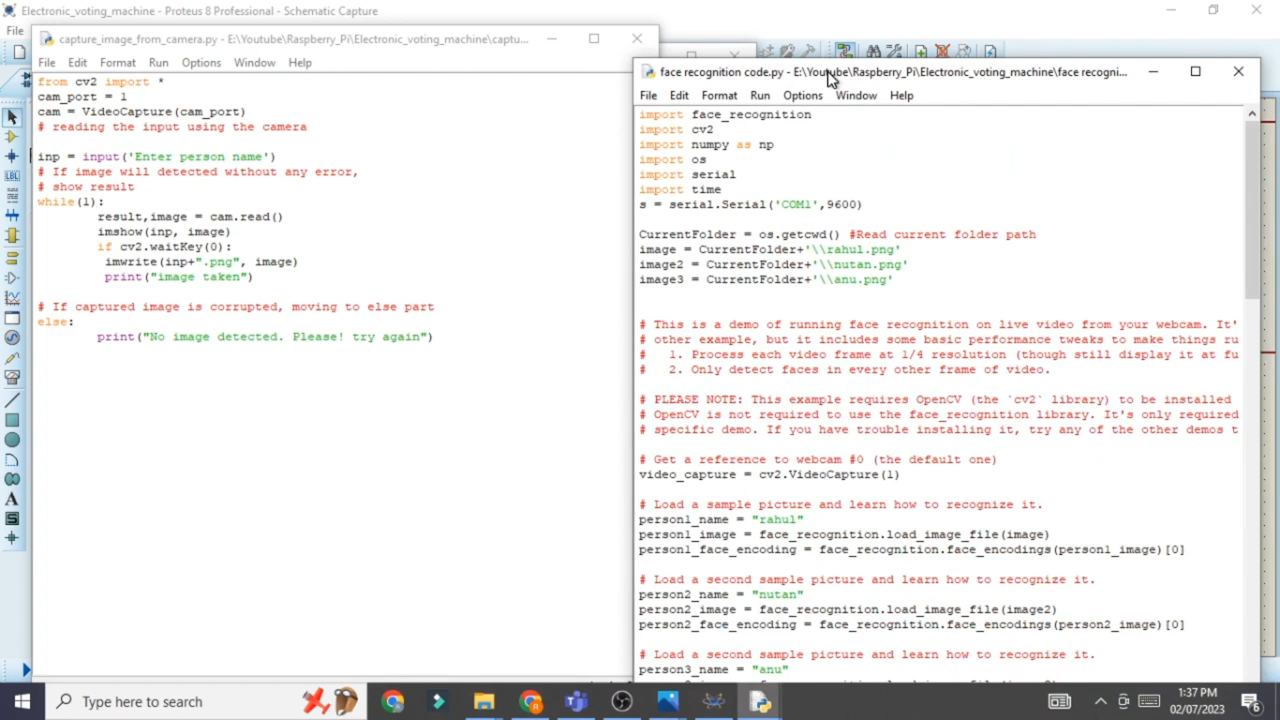 Electronic_voting_machine - Proteus 8 Professional - Schematic Capture
File
capture_image_from_camera.py - E:\Youtube\Raspberry_Pi\Electronic_voting_machine\captu...
File Edit Format Run Options Window Help
from cv2 import *
cam_port = 1
cam = VideoCapture(cam_port)
# reading the input using the camera
inp = input('Enter person name')
# If image will detected without any error,
# show result
while(1):
result,image = cam.read()
imshow(inp, image)
if cv2.waitKey(0):
imwrite(inp+".png", image)
print("image taken")
# If captured image is corrupted, moving to else part
else:
print("No image detected. Please! try again")
face recognition code.py - E:\Youtube\Raspberry_Pi\Electronic_voting_machine\face recogni...
File Edit Format Run Options Window Help
import face_recognition
import cv2
import numpy as np
import os
import serial
import time
s = serial.Serial('COM1',9600)
CurrentFolder = os.getcwd() #Read current folder path
image = CurrentFolder+'\\rahul.png'
image2 = CurrentFolder+'\\nutan.png'
image3 = CurrentFolder+'\\anu.png'
# This is a demo of running face recognition on live video from your webcam. It'
# other example, but it includes some basic performance tweaks to make things ru
#   1. Process each video frame at 1/4 resolution (though still display it at fu
#   2. Only detect faces in every other frame of video.
# PLEASE NOTE: This example requires OpenCV (the `cv2` library) to be installed
# OpenCV is not required to use the face_recognition library. It's only required
# specific demo. If you have trouble installing it, try any of the other demos t
# Get a reference to webcam #0 (the default one)
video_capture = cv2.VideoCapture(1)
# Load a sample picture and learn how to recognize it.
person1_name = "rahul"
person1_image = face_recognition.load_image_file(image)
person1_face_encoding = face_recognition.face_encodings(person1_image)[0]
# Load a second sample picture and learn how to recognize it.
person2_name = "nutan"
person2_image = face_recognition.load_image_file(image2)
person2_face_encoding = face_recognition.face_encodings(person2_image)[0]
# Load a second sample picture and learn how to recognize it.
person3_name = "anu"
LBL
A
Type here to search
1:37 PM
02/07/2023
6